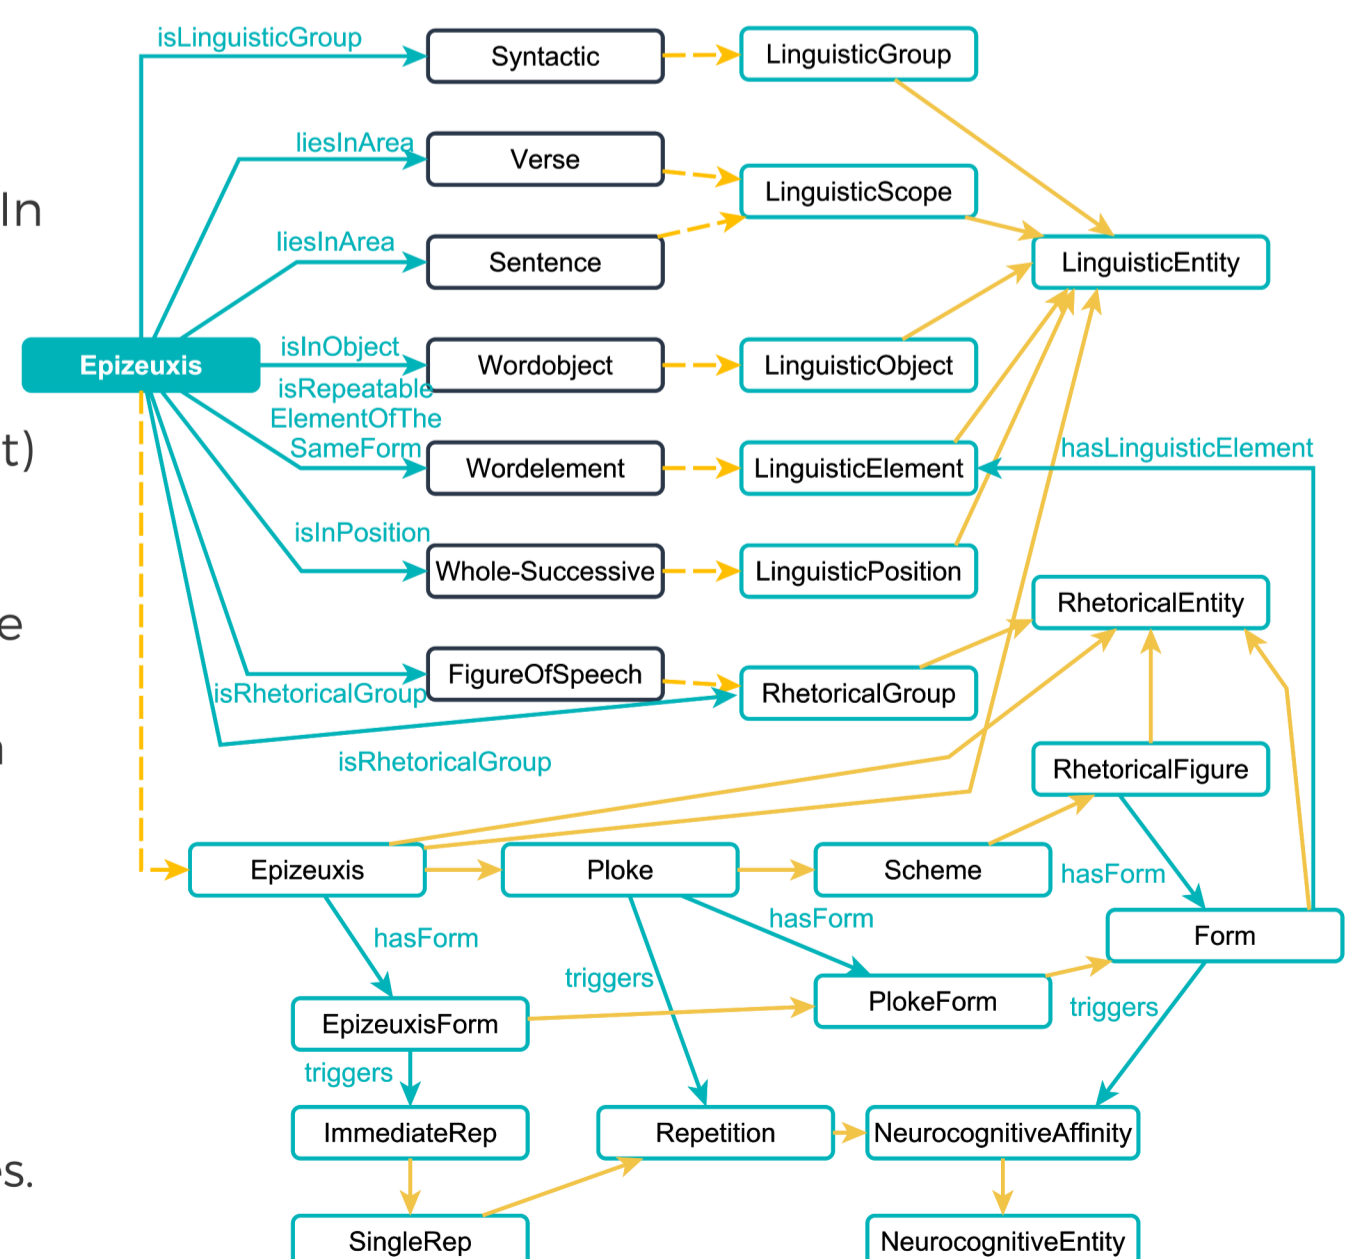 isLinguisticGroup
Syntactic
LinguisticGroup
liesInArea
Verse
LinguisticScope
In
liesInArea
Sentence
LinguisticEntity
Epizeuxis
isInObject
Wordobject
LinguisticObject
isRepeatable
ElementOfThe
SameForm
t)
Wordelement
LinguisticElement
hasLinguisticElement
isInPosition
Whole-Successive
LinguisticPosition
RhetoricalEntity
e
FigureOfSpeech
isRhetoricalGroup
RhetoricalGroup
isRhetoricalGroup
RhetoricalFigure
Epizeuxis
Ploke
Scheme
hasForm
hasForm
hasForm
Form
triggers
EpizeuxisForm
PlokeForm
triggers
triggers
ImmediateRep
Repetition
NeurocognitiveAffinity
s.
SingleRep
NeurocognitiveEntity